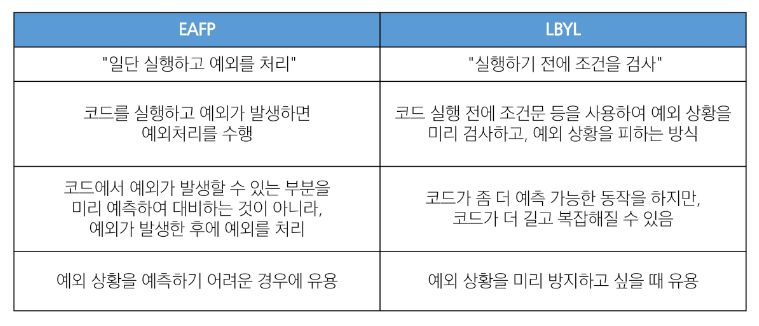 EAFP
LBYL
"일단 실행하고 예외를 처리"
"실행하기 전에 조건을 검사"
코드를 실행하고 예외가 발생하면
예외처리를 수행
코드 실행 전에 조건문 등을 사용하여 예외 상황을
미리 검사하고, 예외 상황을 피하는 방식
코드에서 예외가 발생할 수 있는 부분을
미리 예측하여 대비하는 것이 아니라,
예외가 발생한 후에 예외를 처리
코드가 좀 더 예측 가능한 동작을 하지만,
코드가 더 길고 복잡해질 수 있음
예외 상황을 예측하기 어려운 경우에 유용
예외 상황을 미리 방지하고 싶을 때 유용